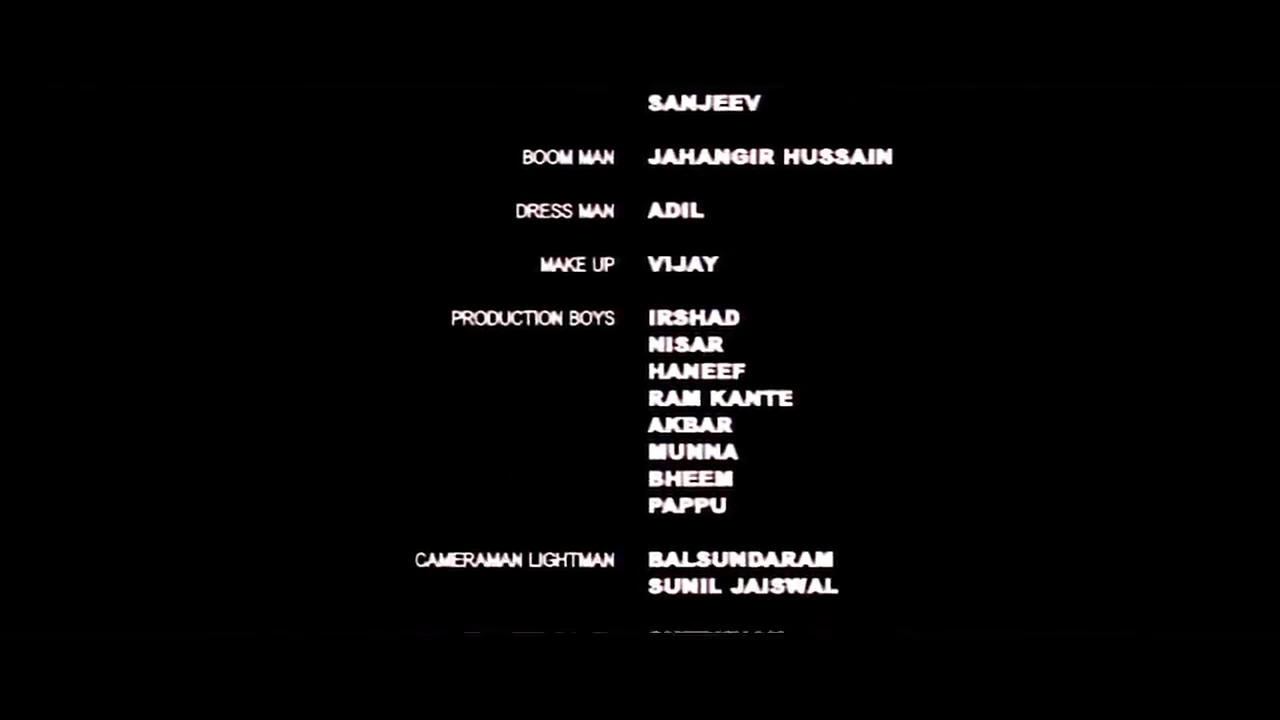 SANJEEV
BOOM MAN JAHANGIR HUSSAIN
DRESS MAN ADIL
MAKE UP VIJAY
PRODUCTION BOYS IRSHAD
NISAR
HANEEF
RAM KANTE
AKBAR
MUNNA
BHEEM
PAPPU
CAMERAMAN LIGHTMAN BALSUNDARAM
SUNIL JAISWAL